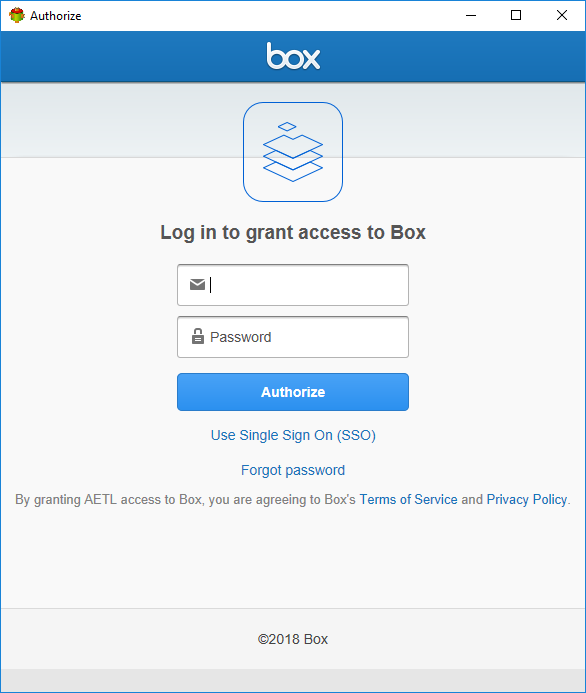 Authorize
box
Log in to grant access to Box
Password
Authorize
Use Single Sign On (SSO)
Forgot password
By granting AETL access to Box, you are agreeing to Box's Terms of Service and Privacy Policy.
©2018 Box